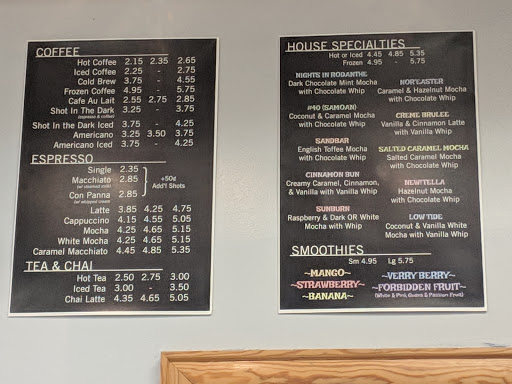 COFFEE
Hot Coffee 2.15 2.35 2.65
Iced Coffee 2.25 - 2.75
Cold Brew 3.75 - 4.55
Frozen Coffee 4.95 - 5.75
Cafe Au Lait 2.55 2.75 2.85
Shot In The Dark 3.25 - 3.75
(espresso & coffee)
Shot In the Dark Iced 3.75 - 4.25
Americano 3.25 3.50 3.75
Americano Iced 3.75 - 4.25
ESPRESSO
Single 2.35
Macchiato 2.85
(w/ steamed milk)
+50¢
Add'l Shots
Con Panna 2.85
(w/ whipped cream)
Latte 3.85 4.25 4.75
Cappuccino 4.15 4.55 5.05
Mocha 4.25 4.65 5.15
White Mocha 4.25 4.65 5.15
Caramel Macchiato 4.45 4.85 5.35
TEA & CHAI
Hot Tea 2.50 2.75 3.00
Iced Tea 3.00 - 3.50
Chai Latte 4.35 4.65 5.05
HOUSE SPECIALTIES
Hot or Iced 4.45 4.85 5.35
Frozen 4.95 - 5.75
NIGHTS IN RODANTHE
Dark Chocolate Mint Mocha
with Chocolate Whip
#40 (SAMOAN)
Coconut & Caramel Mocha
with Chocolate Whip
SANDBAR
English Toffee Mocha
with Chocolate Whip
CINNAMON BUN
Creamy Caramel, Cinnamon,
& Vanilla with Vanilla Whip
SUNBURN
Raspberry & Dark OR White
Mocha with Vanilla Whip
NOR'EASTER
Caramel & Hazelnut Mocha
with Chocolate Whip
CREME BRULEE
Vanilla & Cinnamon Latte
with Vanilla Whip
SALTED CARAMEL MOCHA
Salted Caramel Mocha
with Chocolate Whip
NEWTELLA
Hazelnut Mocha
with Chocolate Whip
LOW TIDE
Coconut & Vanilla White
Mocha with Vanilla Whip
SMOOTHIES
Sm 4.95 Lg 5.75
~MANGO~
~STRAWBERRY~
~BANANA~
~VERRY BERRY~
~FORBIDDEN FRUIT~
(White & Pink Guava & Passion Fruit)